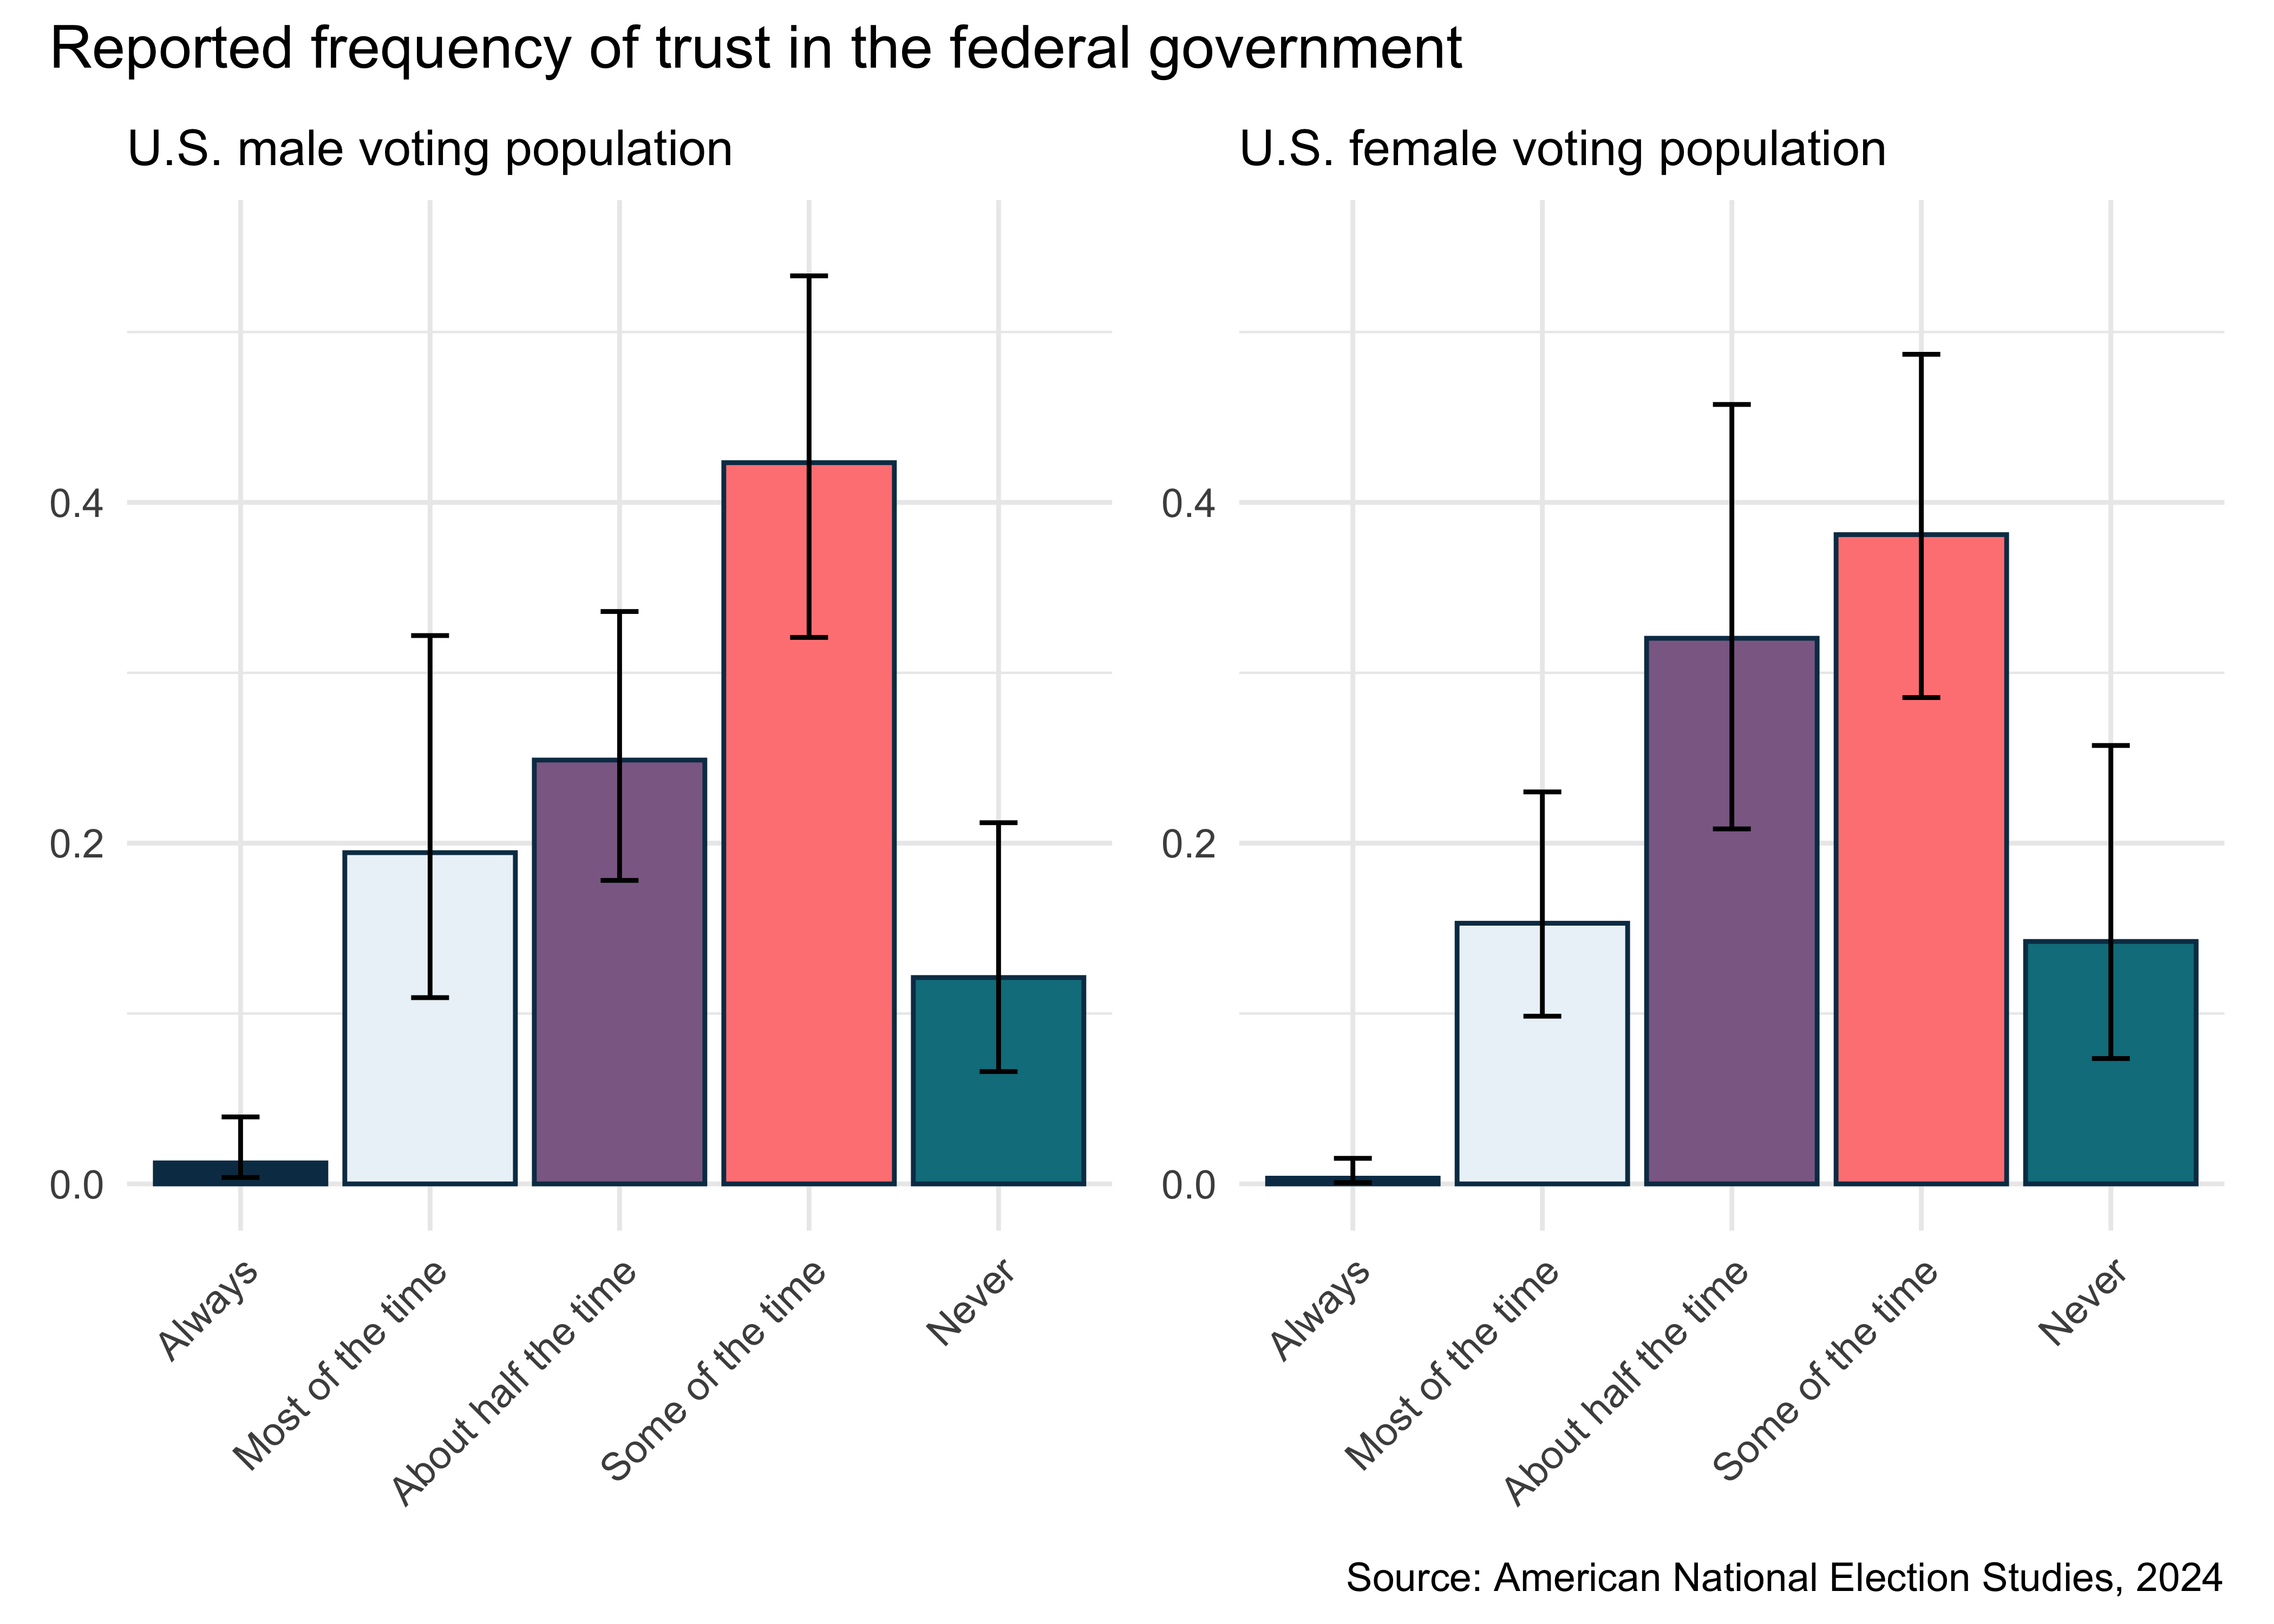 Reported frequency of trust in the federal government
U.S. male voting population
0.4
0.2
0.0
Always
Most of the time
About half the time
Some of the time
Never
U.S. female voting population
0.4
0.2
0.0
Always
Most of the time
About half the time
Some of the time
Never
Source: American National Election Studies, 2024